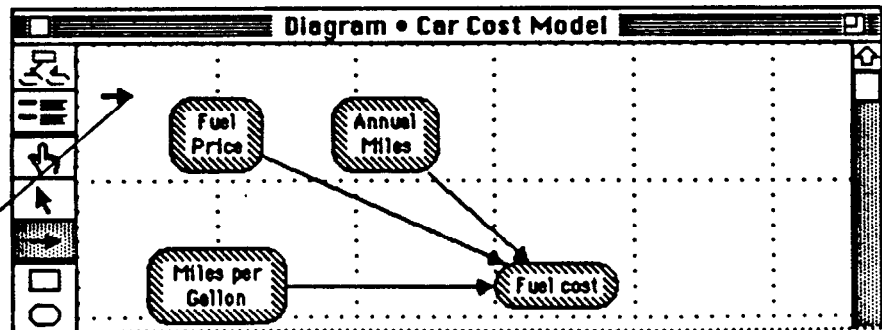 Diagram • Car Cost Model
Fuel
Price
Annual
Miles
Miles per
Gallon
Fuel cost